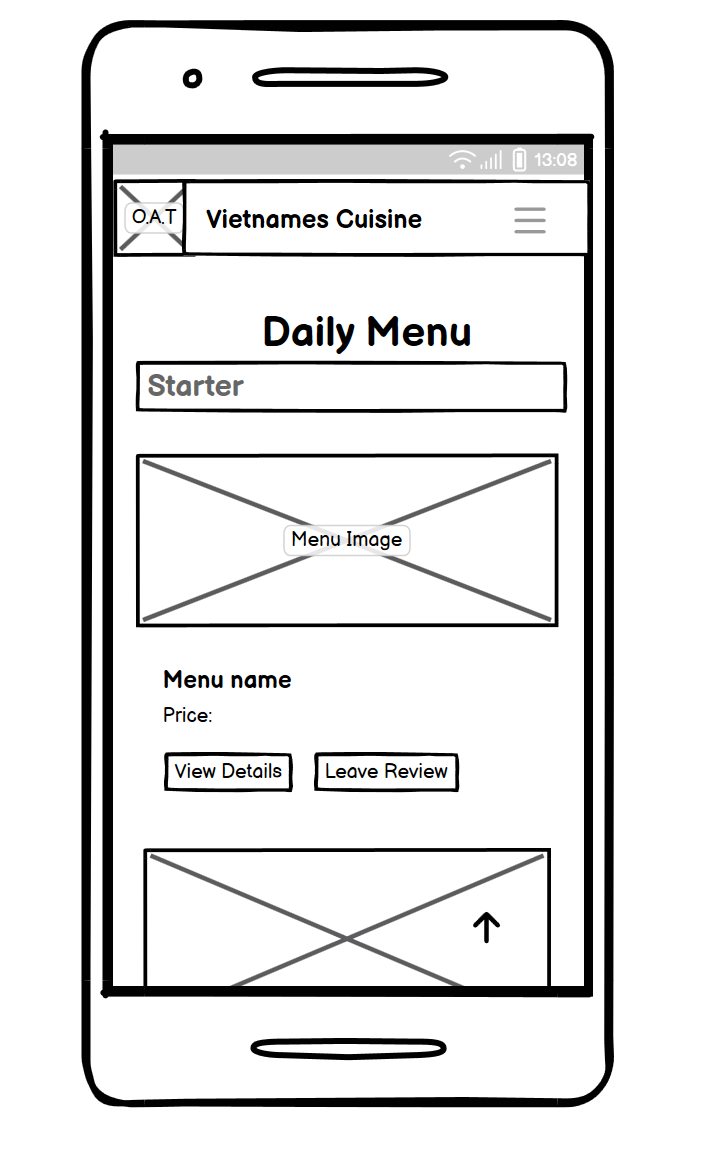 13:08
O.A.T
Vietnames Cuisine
Daily Menu
Starter
Menu Image
Menu name
Price:
View Details
Leave Review